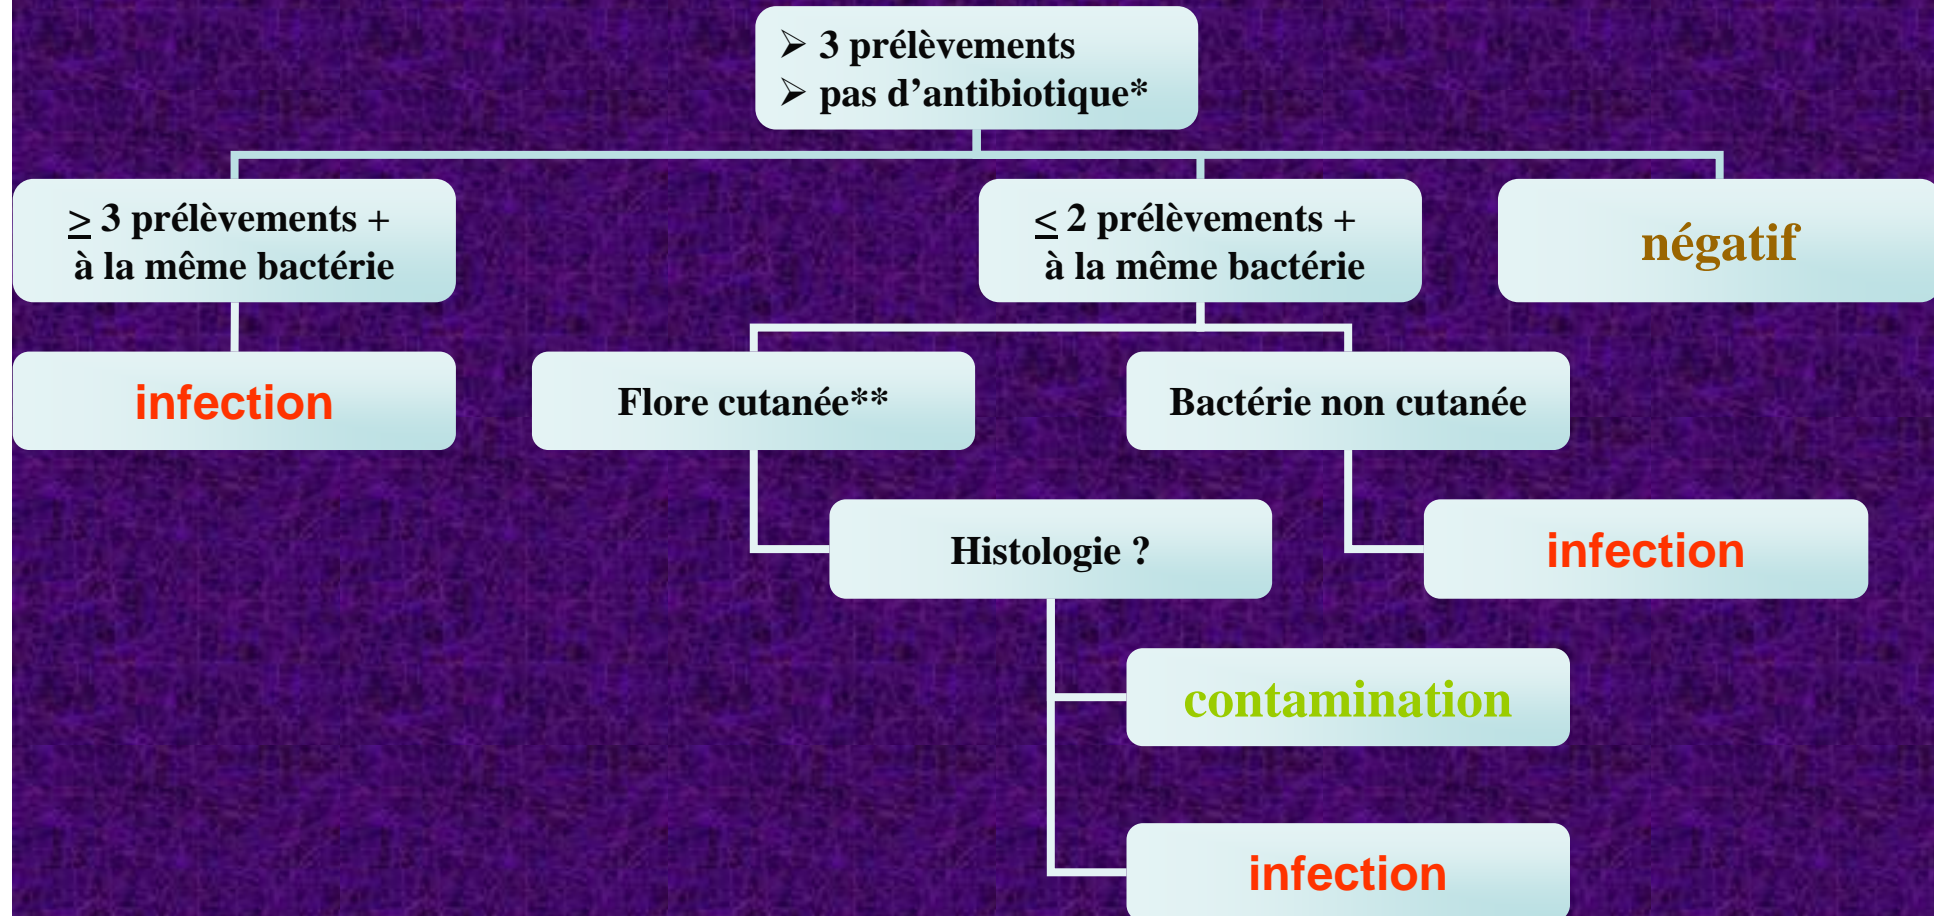 ➢ 3 prélèvements
➢ pas d’antibiotique*
≥ 3 prélèvements +
à la même bactérie
≤ 2 prélèvements +
à la même bactérie
négatif
infection
Flore cutanée**
Bactérie non cutanée
Histologie ?
infection
contamination
infection